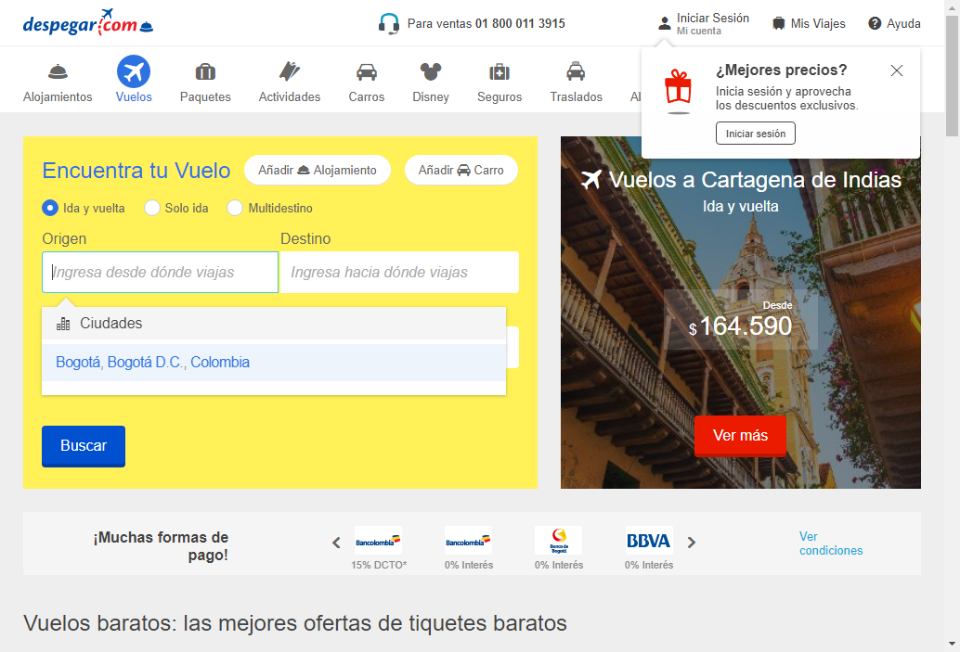 despegar.com
Para ventas 01 800 011 3915
Iniciar Sesión
Mi cuenta
Mis Viajes
Ayuda
Alojamientos
Vuelos
Paquetes
Actividades
Carros
Disney
Seguros
Traslados
Al
¿Mejores precios?
Inicia sesión y aprovecha
los descuentos exclusivos.
Iniciar sesión
Encuentra tu Vuelo
Añadir Alojamiento
Añadir Carro
Ida y vuelta
Solo ida
Multidestino
Origen
Destino
Ingresa desde dónde viajas
Ingresa hacia dónde viajas
Ciudades
Bogotá, Bogotá D.C., Colombia
Buscar
Vuelos a Cartagena de Indias
Ida y vuelta
Desde
$164.590
Ver más
¡Muchas formas de
pago!
Bancolombia
15% DCTO*
Bancolombia
0% Interés
Banco de
Bogotá
0% Interés
BBVA
0% Interés
Ver
condiciones
Vuelos baratos: las mejores ofertas de tiquetes baratos